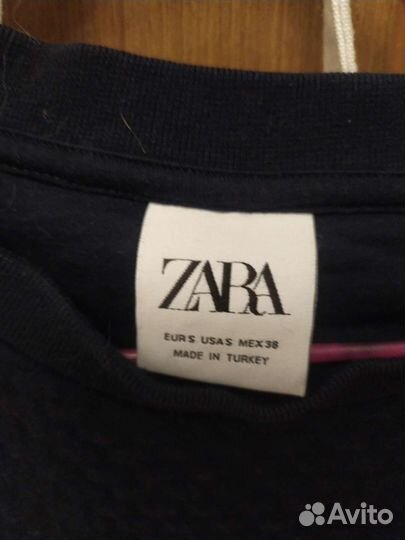 ZARA
EUR S USA S MEX 38
MADE IN TURKEY
Avito